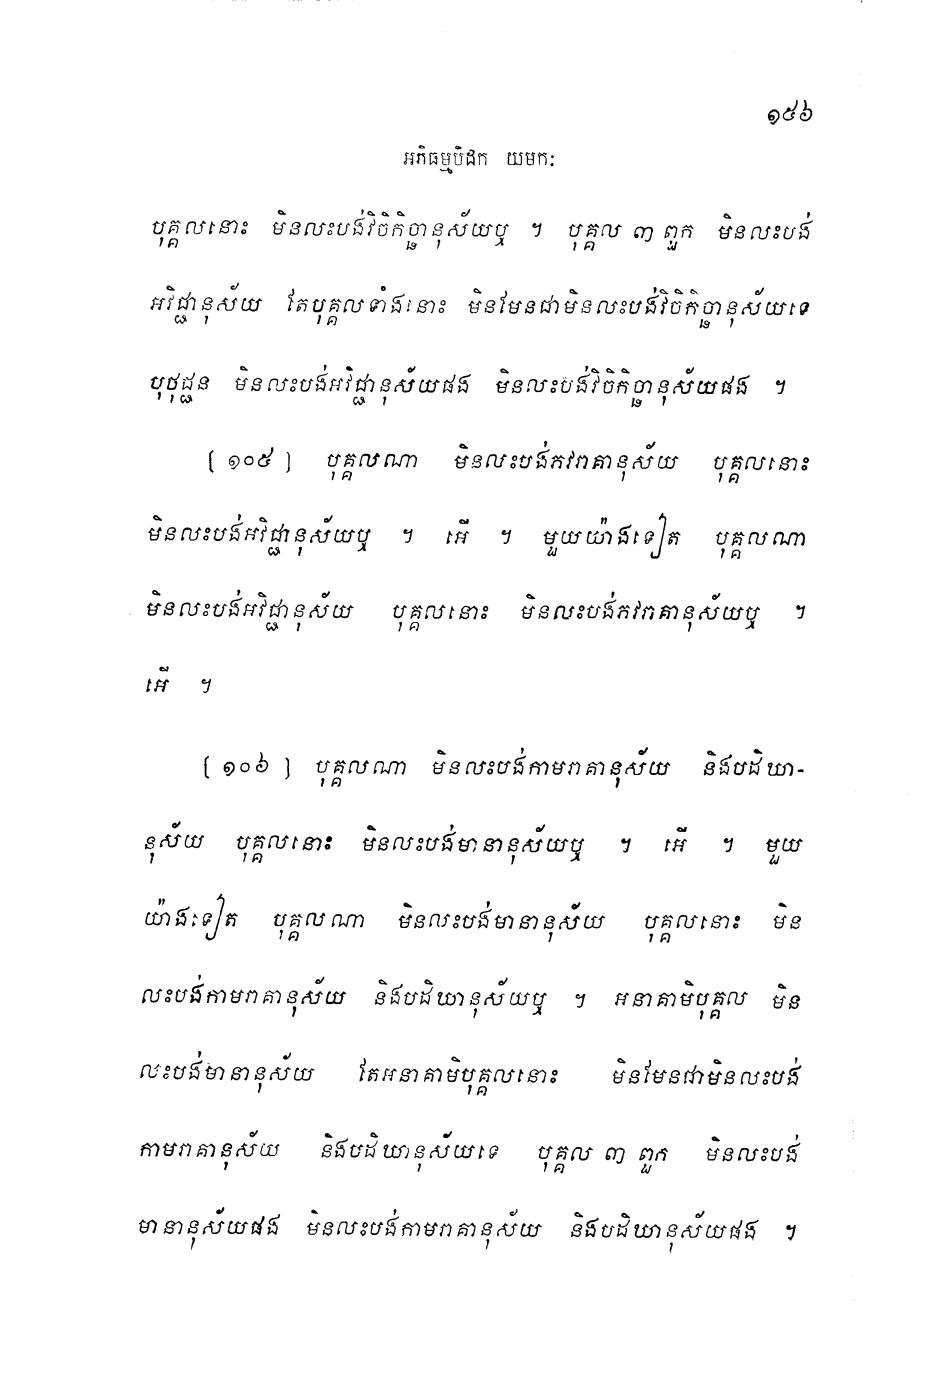 ១៥៦
អភិធម្មបិដក យមកៈ
បុគ្គលនោះ មិនលះបង់វិចិកិច្ឆានុស័យឬ ។ បុគ្គល ៣ ពួក មិនលះបង់
អវិជ្ជានុស័យ តែបុគ្គលទាំងនោះ មិនមែនជាមិនលះបង់វិចិកិច្ឆានុស័យទេ
បុថុជ្ជន មិនលះបង់អវិជ្ជានុស័យផង មិនលះបង់វិចិកិច្ឆានុស័យផង ។
[ ១០៥ ] បុគ្គលណា មិនលះបង់ភវរាគានុស័យ បុគ្គលនោះ
មិនលះបង់អវិជ្ជានុស័យឬ ។ អើ ។ មួយយ៉ាងទៀត បុគ្គលណា
មិនលះបង់អវិជ្ជានុស័យ បុគ្គលនោះ មិនលះបង់ភវរាគានុស័យឬ ។
អើ ។
[ ១០៦ ] បុគ្គលណា មិនលះបង់កាមរាគានុស័យ និងបដិឃា-
នុស័យ បុគ្គលនោះ មិនលះបង់មានានុស័យឬ ។ អើ ។ មួយ
យ៉ាងទៀត បុគ្គលណា មិនលះបង់មានានុស័យ បុគ្គលនោះ មិន
លះបង់កាមរាគានុស័យ និងបដិឃានុស័យឬ ។ អនាគាមិបុគ្គល មិន
លះបង់មានានុស័យ តែអនាគាមិបុគ្គលនោះ មិនមែនជាមិនលះបង់
កាមរាគានុស័យ និងបដិឃានុស័យទេ បុគ្គល ៣ ពួក មិនលះបង់
មានានុស័យផង មិនលះបង់កាមរាគានុស័យ និងបដិឃានុស័យផង ។